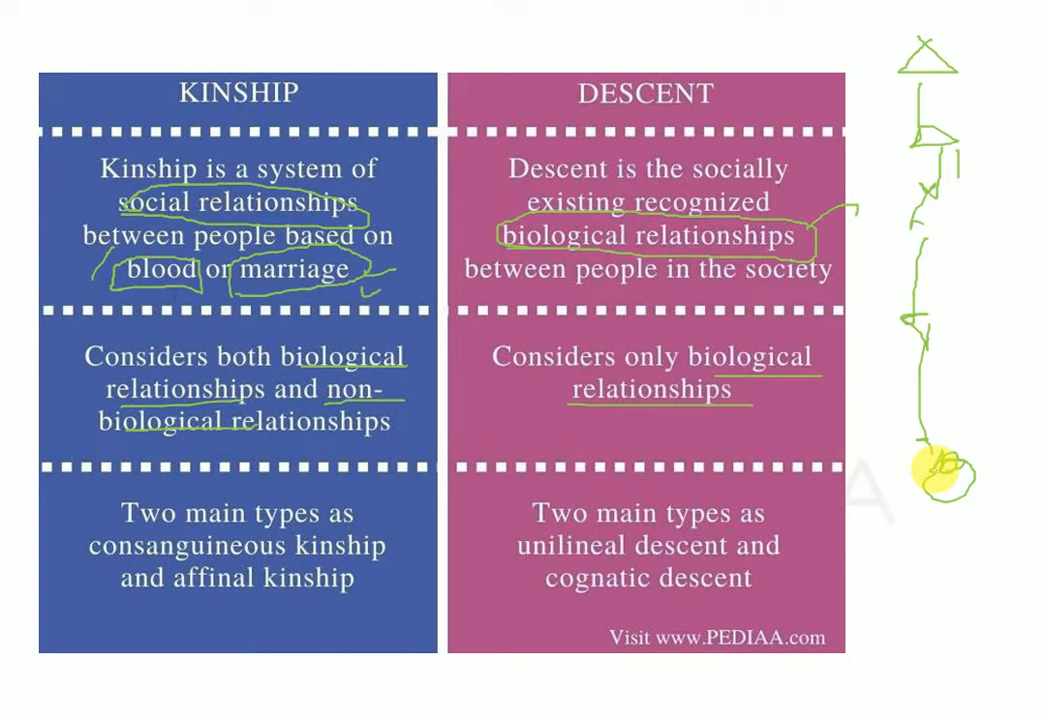 KINSHIP
Kinship is a system of
social relationships
between people based on
blood or marriage
Considers both biological
relationships and non-
biological relationships
Two main types as
consanguineous kinship
and affinal kinship
DESCENT
Descent is the socially
existing recognized
biological relationships
between people in the society
Considers only biological
relationships
Two main types as
unilineal descent and
cognatic descent
Visit www.PEDIAA.com